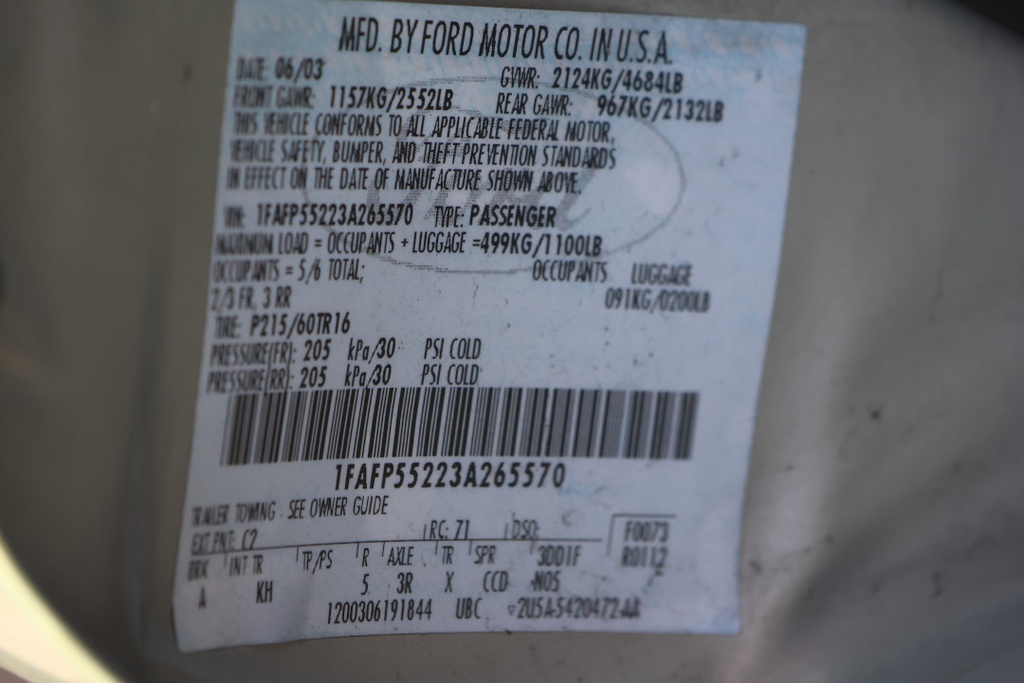 MFD. BY FORD MOTOR CO. IN U.S.A.
DATE: 06/03 GVWR: 2124KG/4684LB
FRONT GAWR: 1157KG/2552LB REAR GAWR: 967KG/2132LB
THIS VEHICLE CONFORMS TO ALL APPLICABLE FEDERAL MOTOR,
VEHICLE SAFETY, BUMPER, AND THEFT PREVENTION STANDARDS
IN EFFECT ON THE DATE OF MANUFACTURE SHOWN ABOVE.
VIN: 1FAFP55223A265570 TYPE: PASSENGER
MAXIMUM LOAD = OCCUPANTS + LUGGAGE =499KG/1100LB
OCCUPANTS = 5/6 TOTAL; OCCUPANTS LUGGAGE
2/3 FR, 3 RR 091KG/0200LB
TIRE: P215/60TR16
PRESSURE(FR): 205 kPa/30 PSI COLD
PRESSURE(RR): 205 kPa/30 PSI COLD
1FAFP55223A265570
TRAILER TOWING - SEE OWNER GUIDE
EXT PNT: C2 RC: 71 DSO: F0073
BRK INT TR TP/PS R AXLE TR SPR 3DD1F R0112
A KH 5 3R X CCD -NOS
1200306191844 UBC 2U5A-5420472-AA